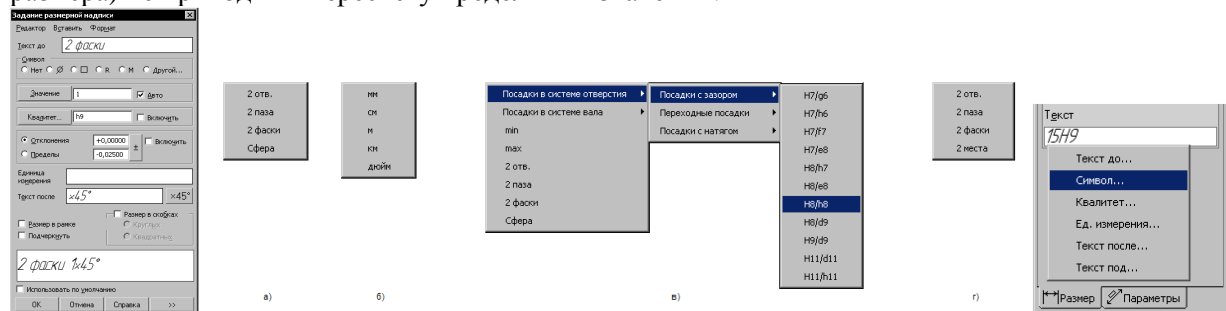 Задание размерной надписи
Редактор Вставить Формат
Текст до 2 фаски
Символ
Нет Ø □ R М Другой...
Значение 1 Авто
Квалитет... h9 Включить
Отклонения +0,00000 ± Включить
Пределы -0,02500
Единица
измерения
Текст после ×45° ×45°
Размер в скобках
Размер в рамке Круглых
Подчеркнуть Квадратных
2 фаски 1×45°
Использовать по умолчанию
OK Отмена Справка >>
2 отв.
2 паза
2 фаски
Сфера
а)
мм
см
м
км
дюйм
б)
Посадки в системе отверстия
Посадки в системе вала
min
max
2 отв.
2 паза
2 фаски
Сфера
Посадки с зазором
Переходные посадки
Посадки с натягом
H7/g6
H7/h6
H7/f7
H7/e8
H8/h7
H8/e8
H8/h8
H8/d9
H9/d9
H11/d11
H11/h11
в)
2 отв.
2 паза
2 фаски
2 места
г)
Текст
15H9
Текст до...
Символ...
Квалитет...
Ед. измерения...
Текст после...
Текст под...
Размер Параметры